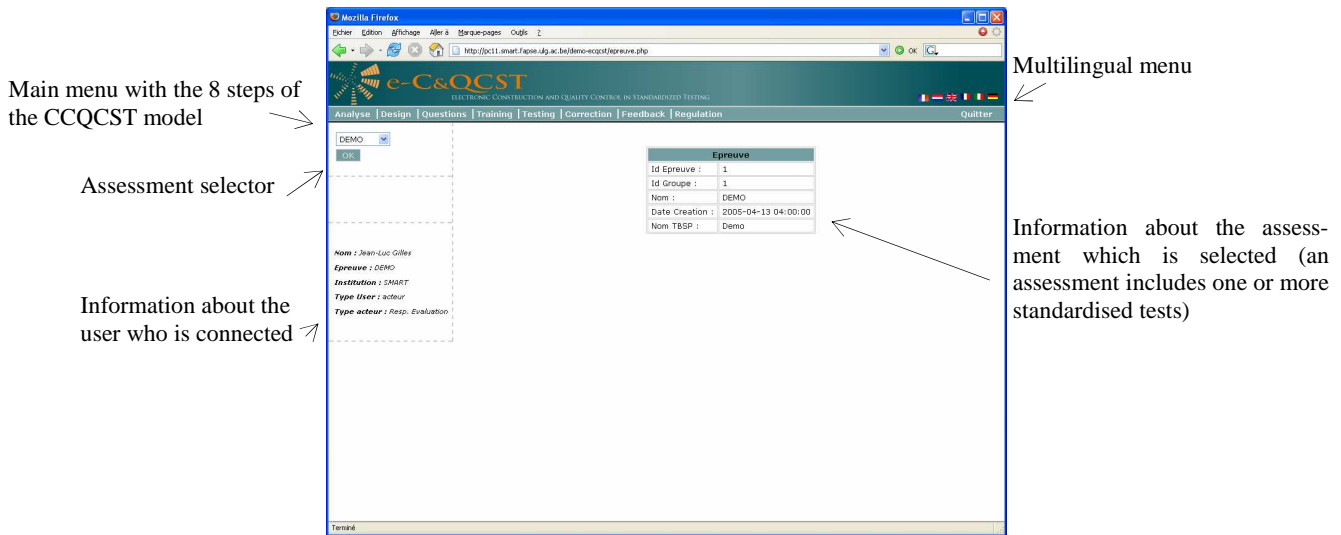 Mozilla Firefox
Fichier Edition Affichage Aller à Marque-pages Outils ?
http://pc11.smart.fapse.ulg.ac.be/demo-ecqcst/epreuve.php OK
e-C&QCST
ELECTRONIC CONSTRUCTION AND QUALITY CONTROL IN STANDARDIZED TESTING
Analyse | Design | Questions | Training | Testing | Correction | Feedback | Regulation Quitter
DEMO
OK
Epreuve
Id Epreuve : 1
Id Groupe : 1
Nom : DEMO
Date Creation : 2005-04-13 04:00:00
Nom TBSP : Demo
Nom : Jean-Luc Gilles
Epreuve : DEMO
Institution : SMART
Type User : acteur
Type acteur : Resp. Evaluation
Terminé
Main menu with the 8 steps of
the CCQCST model
Assessment selector
Information about the
user who is connected
Multilingual menu
Information about the assess-
ment which is selected (an
assessment includes one or more
standardised tests)